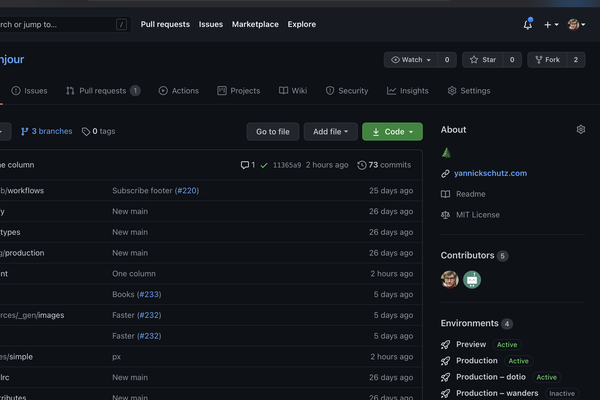 rch or jump to... /
Pull requests Issues Marketplace Explore
njour
Watch 0 Star 0 Fork 2
Issues Pull requests 1 Actions Projects Wiki Security Insights Settings
3 branches 0 tags Go to file Add file Code
About
yannickschutz.com
Readme
MIT License
Contributors 5
Environments 4
Preview Active
Production Active
Production – dotio Active
Production – wanders Inactive
ne column 1 11365a9 2 hours ago 73 commits
b/workflows Subscribe footer (#220) 25 days ago
y New main 26 days ago
types New main 26 days ago
g/production New main 26 days ago
nt One column 2 hours ago
Books (#233) 5 days ago
rces/_gen/images Faster (#232) 5 days ago
Faster (#232) 5 days ago
es/simple px 2 hours ago
lrc New main 26 days ago
tributes New main 26 days ago